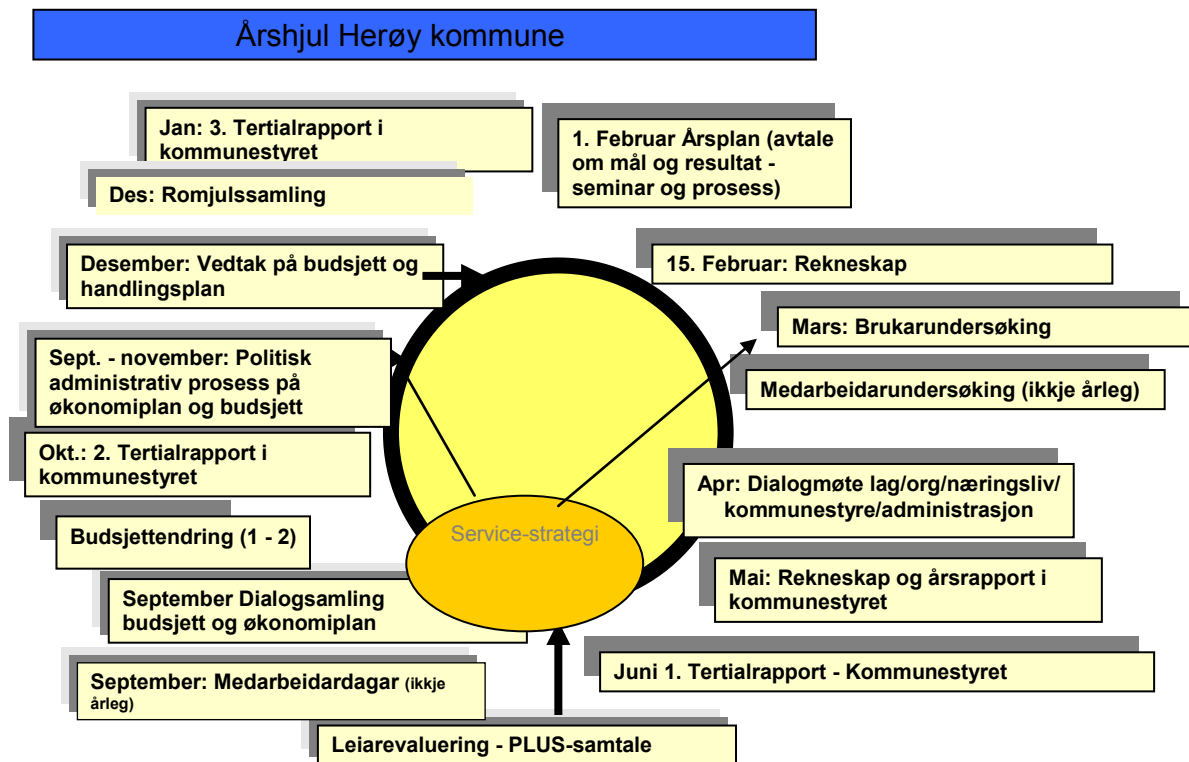 Årshjul Herøy kommune
Jan: 3. Tertialrapport i
kommunestyret
1. Februar Årsplan (avtale
om mål og resultat -
seminar og prosess)
Des: Romjulssamling
Desember: Vedtak på budsjett og
handlingsplan
15. Februar: Rekneskap
Mars: Brukarundersøking
Sept. - november: Politisk
administrativ prosess på
økonomiplan og budsjett
Medarbeidarundersøking (ikkje årleg)
Okt.: 2. Tertialrapport i
kommunestyret
Apr: Dialogmøte lag/org/næringsliv/
kommunestyre/administrasjon
Budsjettendring (1 - 2)
Service-strategi
Mai: Rekneskap og årsrapport i
kommunestyret
September Dialogsamling
budsjett og økonomiplan
Juni 1. Tertialrapport - Kommunestyret
September: Medarbeidardagar (ikkje
årleg)
Leiarevaluering - PLUS-samtale